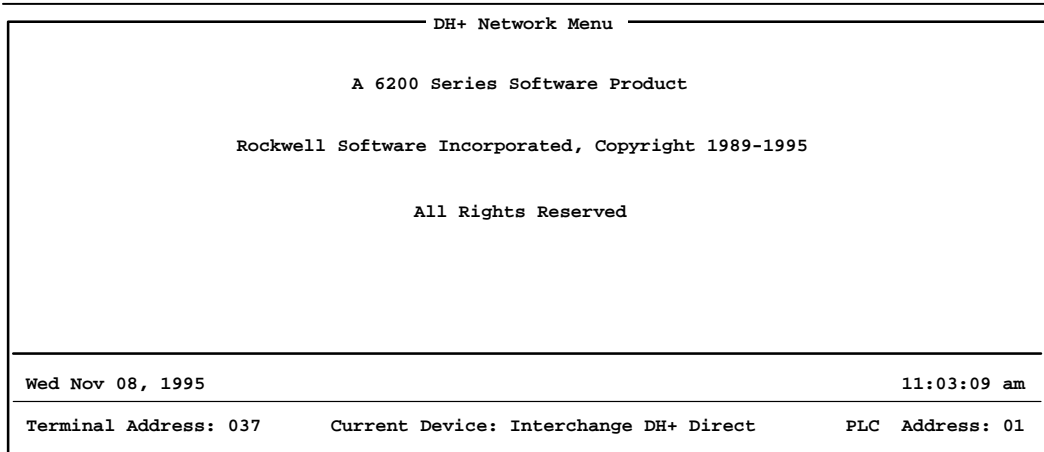 DH+ Network Menu
A 6200 Series Software Product
Rockwell Software Incorporated, Copyright 1989-1995
All Rights Reserved
Wed Nov 08, 1995 11:03:09 am
Terminal Address: 037 Current Device: Interchange DH+ Direct PLC Address: 01